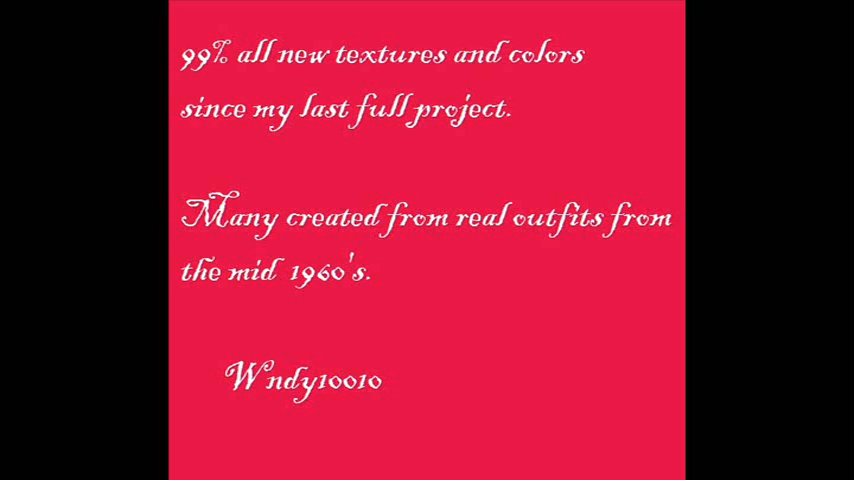 99% all new textures and colors
since my last full project.
Many created from real outfits from
the mid 1960's.
Wndy10010